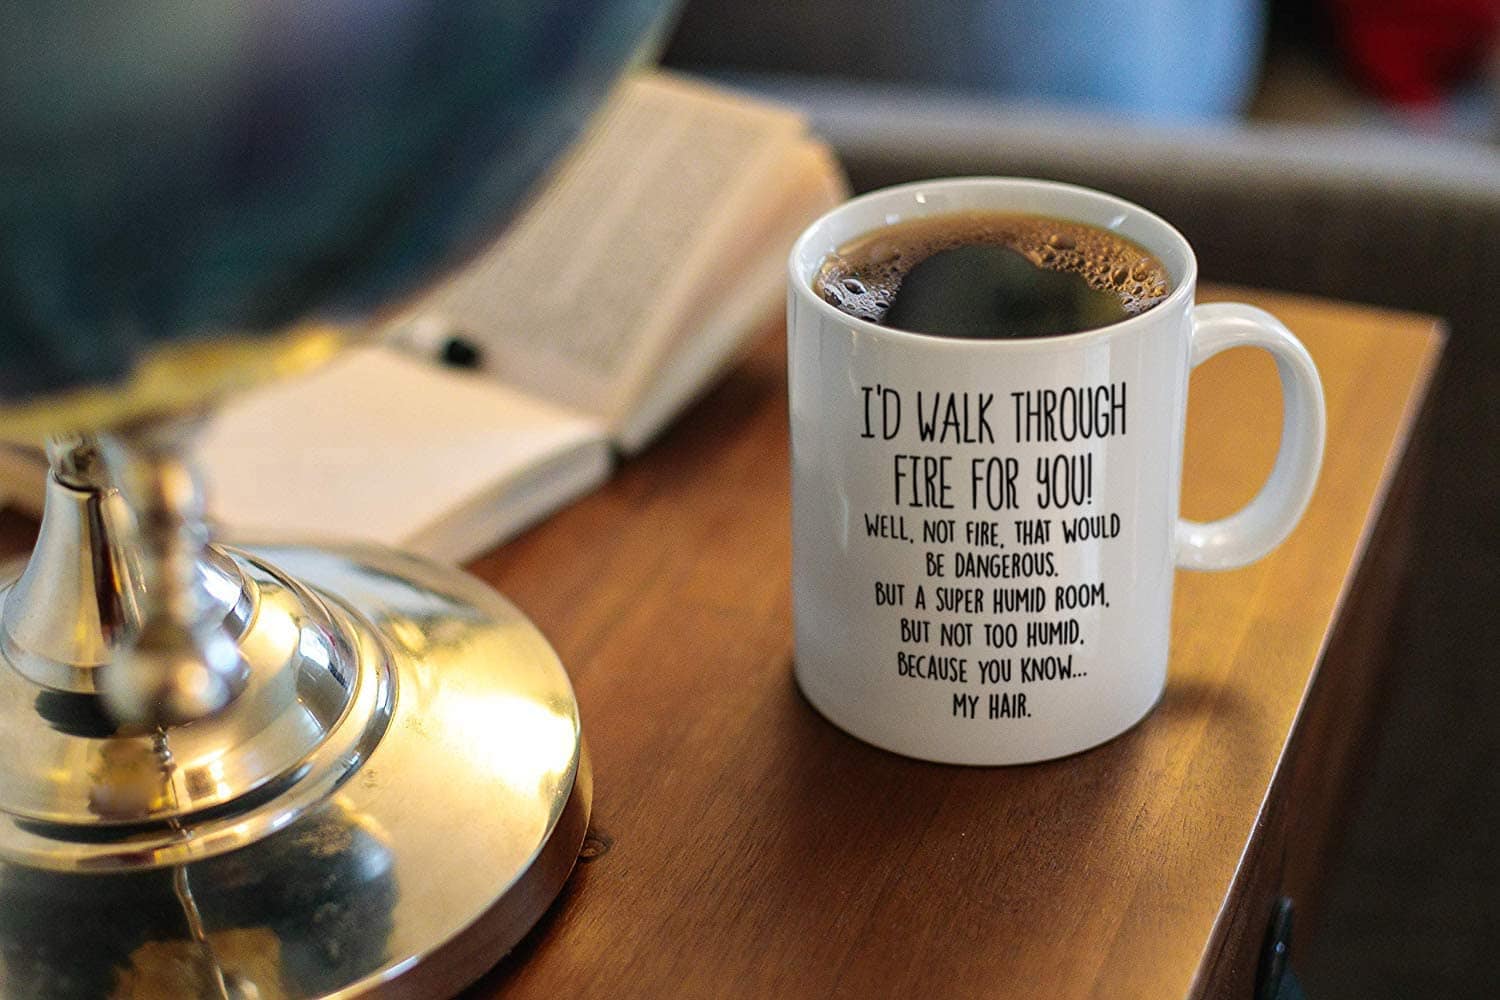 I'D WALK THROUGH
FIRE FOR YOU!
WELL, NOT FIRE, THAT WOULD
BE DANGEROUS.
BUT A SUPER HUMID ROOM,
BUT NOT TOO HUMID,
BECAUSE YOU KNOW...
MY HAIR.